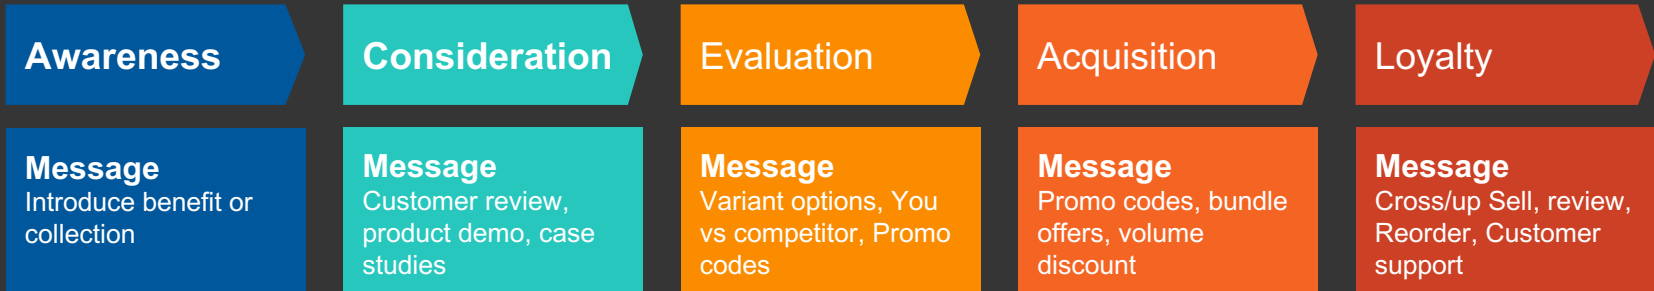 Awareness
Consideration
Evaluation
Acquisition
Loyalty
Message
Introduce benefit or
collection
Message
Customer review,
product demo, case
studies
Message
Variant options, You
vs competitor, Promo
codes
Message
Promo codes, bundle
offers, volume
discount
Message
Cross/up Sell, review,
Reorder, Customer
support